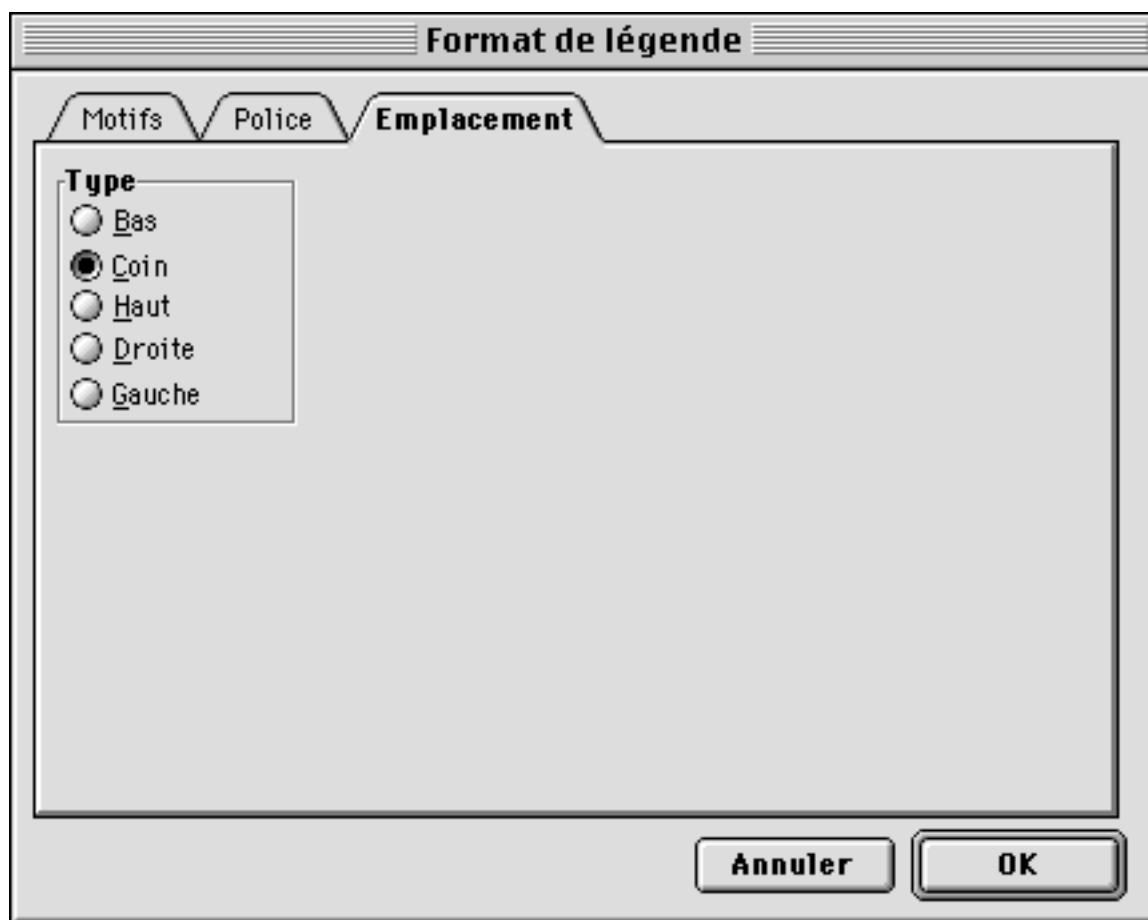 Format de légende
Motifs Police Emplacement
Type
Bas
Coin
Haut
Droite
Gauche
Annuler OK